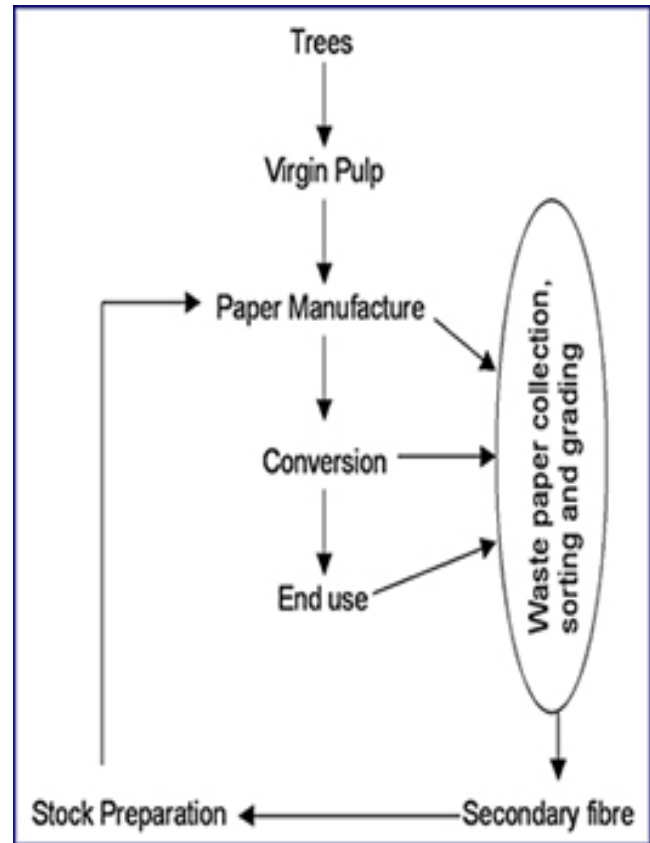 Trees
Virgin Pulp
Paper Manufacture
Conversion
End use
Waste paper collection,
sorting and grading
Stock Preparation
Secondary fibre